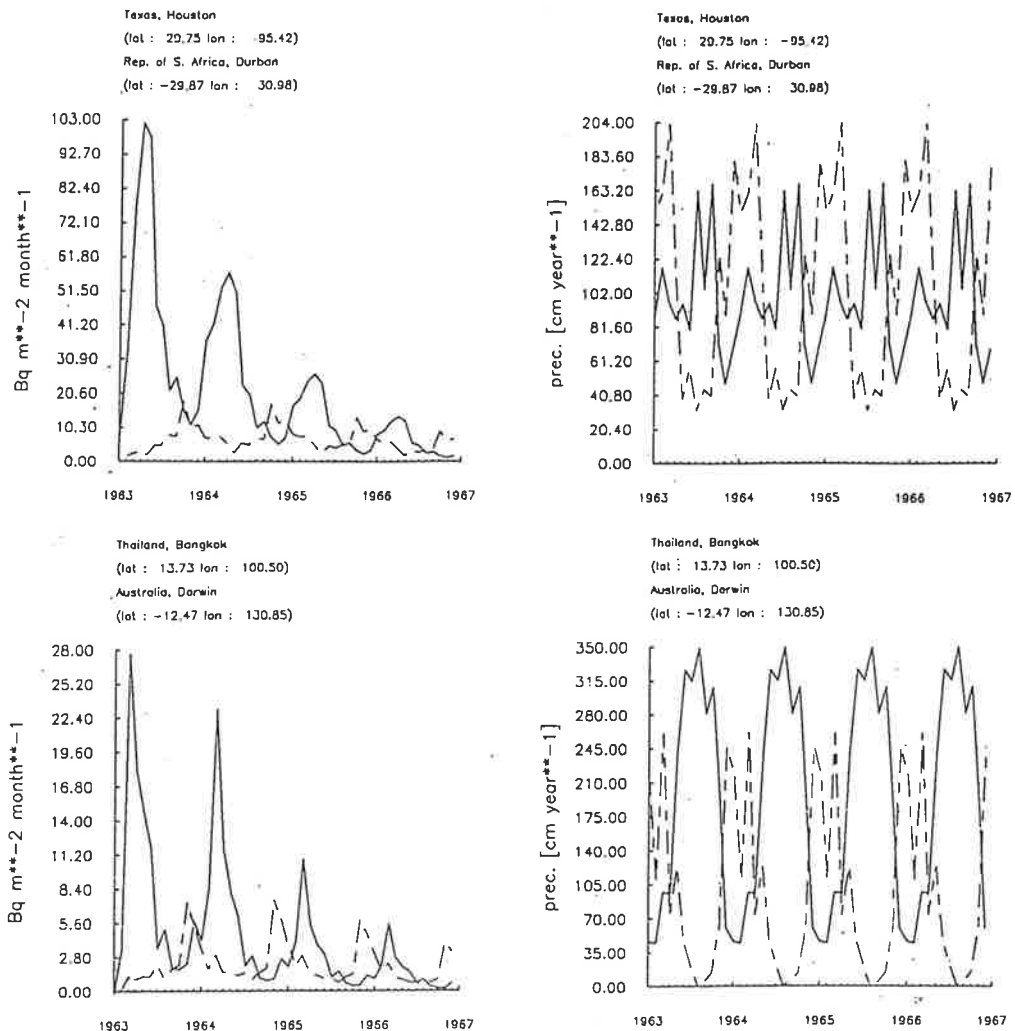 Texas, Houston
(lat : 29.75 lon : -95.42)
Rep. of S. Africa, Durban
(lat : -29.87 lon : 30.98)
103.00
92.70
82.40
72.10
61.80
51.50
41.20
30.90
20.60
10.30
0.00
Bq m**-2 month**-1
1963 1964 1965 1966 1967
Texas, Houston
(lat : 29.75 lon : -95.42)
Rep. of S. Africa, Durban
(lat : -29.87 lon : 30.98)
204.00
183.60
163.20
142.80
122.40
102.00
81.60
61.20
40.80
20.40
0.00
prec. [cm year**-1]
1963 1964 1965 1966 1967
Thailand, Bangkok
(lat : 13.73 lon : 100.50)
Australia, Darwin
(lat : -12.47 lon : 130.85)
28.00
25.20
22.40
19.60
16.80
14.00
11.20
8.40
5.60
2.80
0.00
Bq m**-2 month**-1
1963 1964 1965 1966 1967
Thailand, Bangkok
(lat : 13.73 lon : 100.50)
Australia, Darwin
(lat : -12.47 lon : 130.85)
350.00
315.00
280.00
245.00
210.00
175.00
140.00
105.00
70.00
35.00
0.00
prec. [cm year**-1]
1963 1964 1965 1966 1967